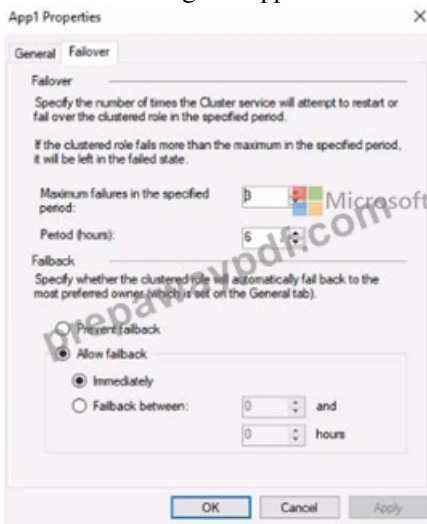 App1 Properties
General Failover
Failover
Specify the number of times the Cluster service will attempt to restart or
fail over the clustered role in the specified period.
If the clustered role fails more than the maximum in the specified period,
it will be left in the failed state.
Maximum failures in the specified
period:
3
Microsoft
Period (hours):
6
Failback
Specify whether the clustered role will automatically fail back to the
most preferred owner (which is set on the General tab).
Prevent failback
Allow failback
Immediately
Failback between:
0 and
0 hours
prepawaypdf.com
OK Cancel Apply